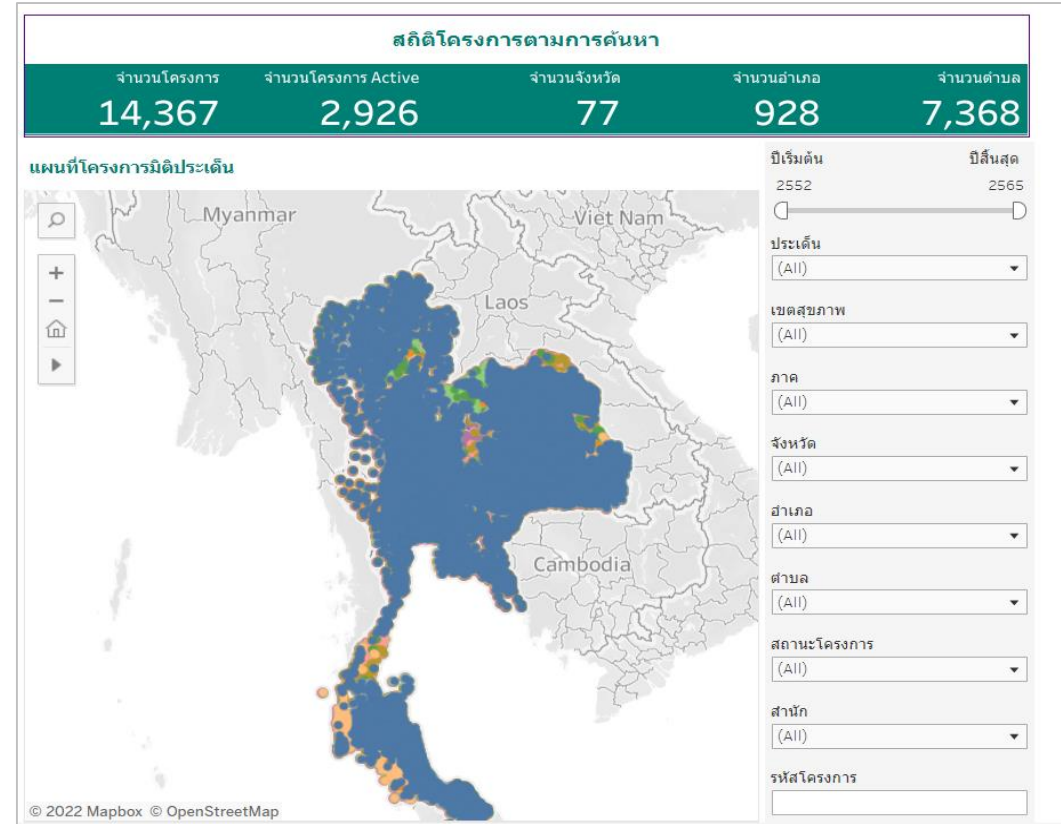 สถิติโครงการตามการค้นหา
จำนวนโครงการ จำนวนโครงการ Active จำนวนจังหวัด จำนวนอำเภอ จำนวนตำบล
14,367 2,926 77 928 7,368
แผนที่โครงการมิติประเด็น
Myanmar
Viet Nam
Laos
Cambodia
© 2022 Mapbox © OpenStreetMap
ปีเริ่มต้น ปีสิ้นสุด
2552 2565
ประเด็น
(All)
เขตสุขภาพ
(All)
ภาค
(All)
จังหวัด
(All)
อำเภอ
(All)
ตำบล
(All)
สถานะโครงการ
(All)
สำนัก
(All)
รหัสโครงการ